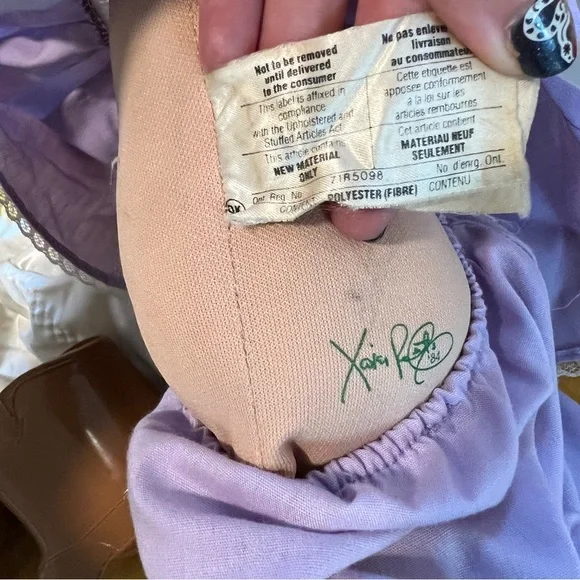 Not to be removed
until delivered
to the consumer
This label is affixed in
compliance
with the Upholstered and
Stuffed Articles Act
This article contains
NEW MATERIAL
ONLY
Ne pas enlever
livraison
au consommateur
Cette étiquette est
apposée conformément
à la loi sur les
articles rembourrés
Cet article contient
MATÉRIAU NEUF
SEULEMENT
Ont. Reg. No. 71R5098 No d'enrg. Ont.
CONTENT POLYESTER (FIBRE) CONTENU
OK
Xavier Roberts '84